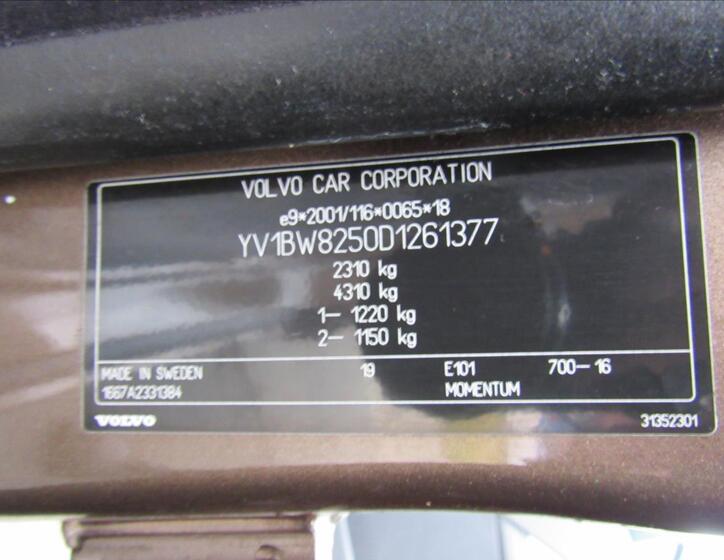 VOLVO CAR CORPORATION
e9*2001/116*0065*18
YV1BW8250D1261377
2310 kg
4310 kg
1- 1220 kg
2- 1150 kg
MADE IN SWEDEN 19 E101 700-16
1667A2331384 MOMENTUM
VOLVO 31352301